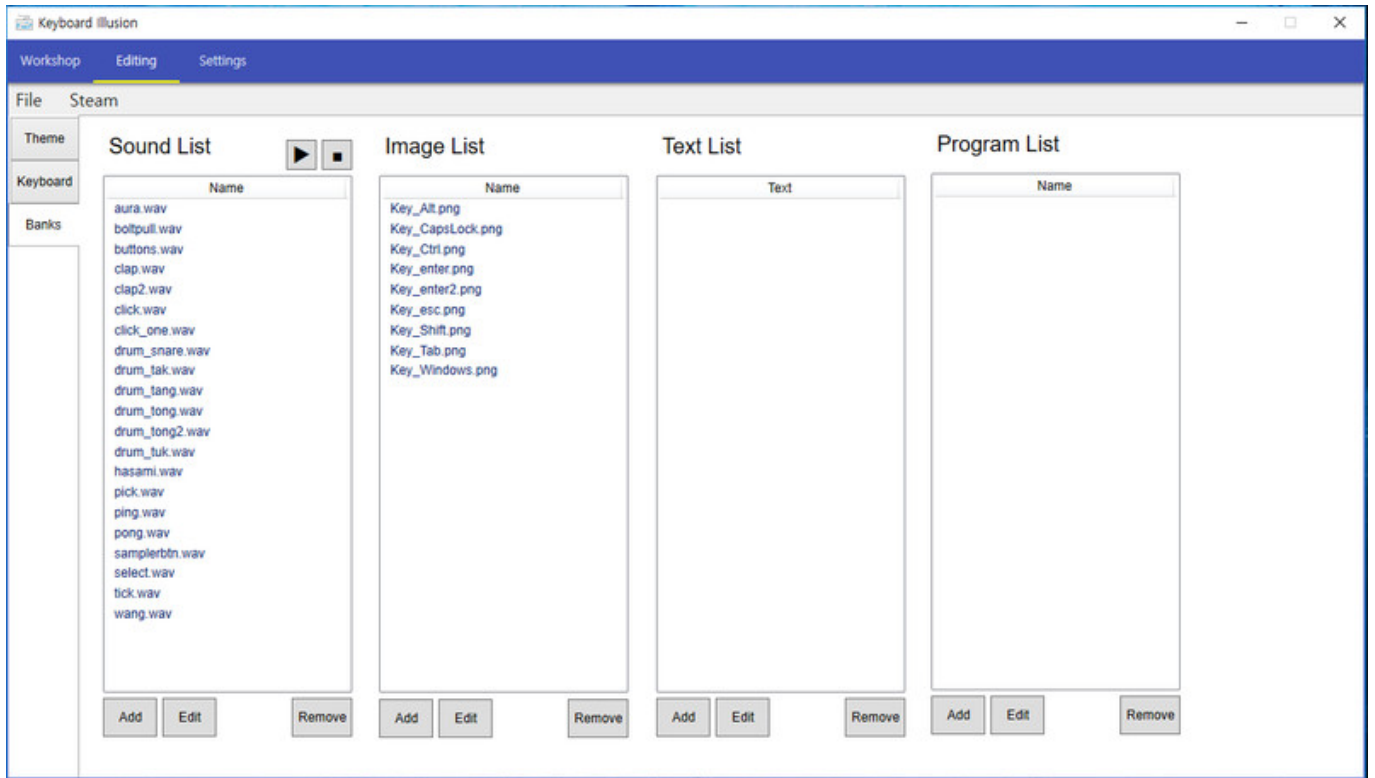 Keyboard Illusion
Workshop Editing Settings
File Steam
Theme
Keyboard
Banks
Sound List
Name
aura.wav
boltpull.wav
buttons.wav
clap.wav
clap2.wav
click.wav
click_one.wav
drum_snare.wav
drum_tak.wav
drum_tang.wav
drum_tong.wav
drum_tong2.wav
drum_tuk.wav
hasami.wav
pick.wav
ping.wav
pong.wav
samplerbtn.wav
select.wav
tick.wav
wang.wav
Add Edit Remove
Image List
Name
Key_Alt.png
Key_CapsLock.png
Key_Ctrl.png
Key_enter.png
Key_enter2.png
Key_esc.png
Key_Shift.png
Key_Tab.png
Key_Windows.png
Add Edit Remove
Text List
Text
Add Edit Remove
Program List
Name
Add Edit Remove